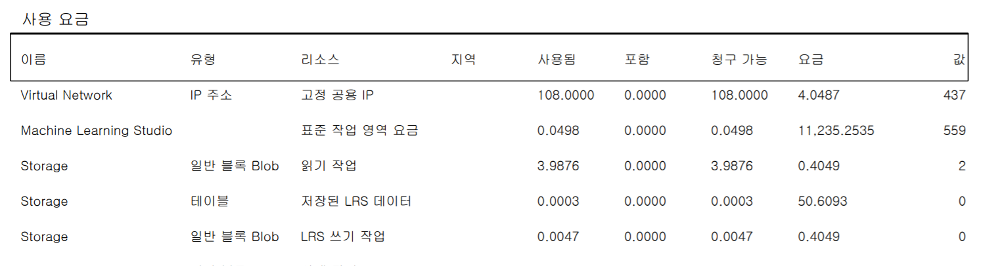 사용 요금
이름 유형 리소스 지역 사용됨 포함 청구 가능 요금 값
Virtual Network IP 주소 고정 공용 IP 108.0000 0.0000 108.0000 4.0487 437
Machine Learning Studio 표준 작업 영역 요금 0.0498 0.0000 0.0498 11,235.2535 559
Storage 일반 블록 Blob 읽기 작업 3.9876 0.0000 3.9876 0.4049 2
Storage 테이블 저장된 LRS 데이터 0.0003 0.0000 0.0003 50.6093 0
Storage 일반 블록 Blob LRS 쓰기 작업 0.0047 0.0000 0.0047 0.4049 0